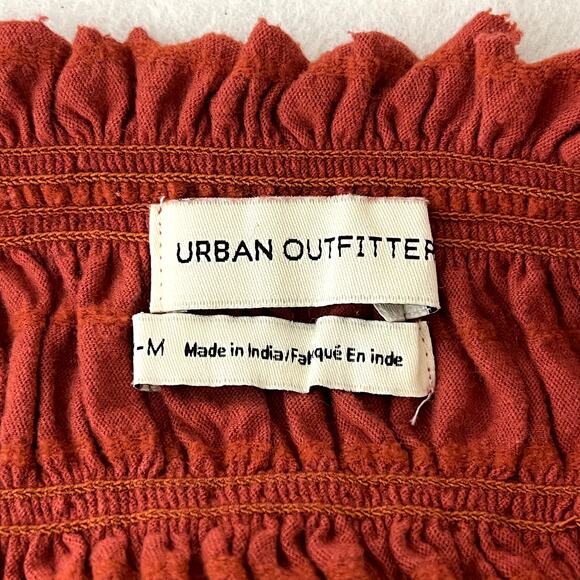 URBAN OUTFITTER
-M Made in India/Fabriqué En inde